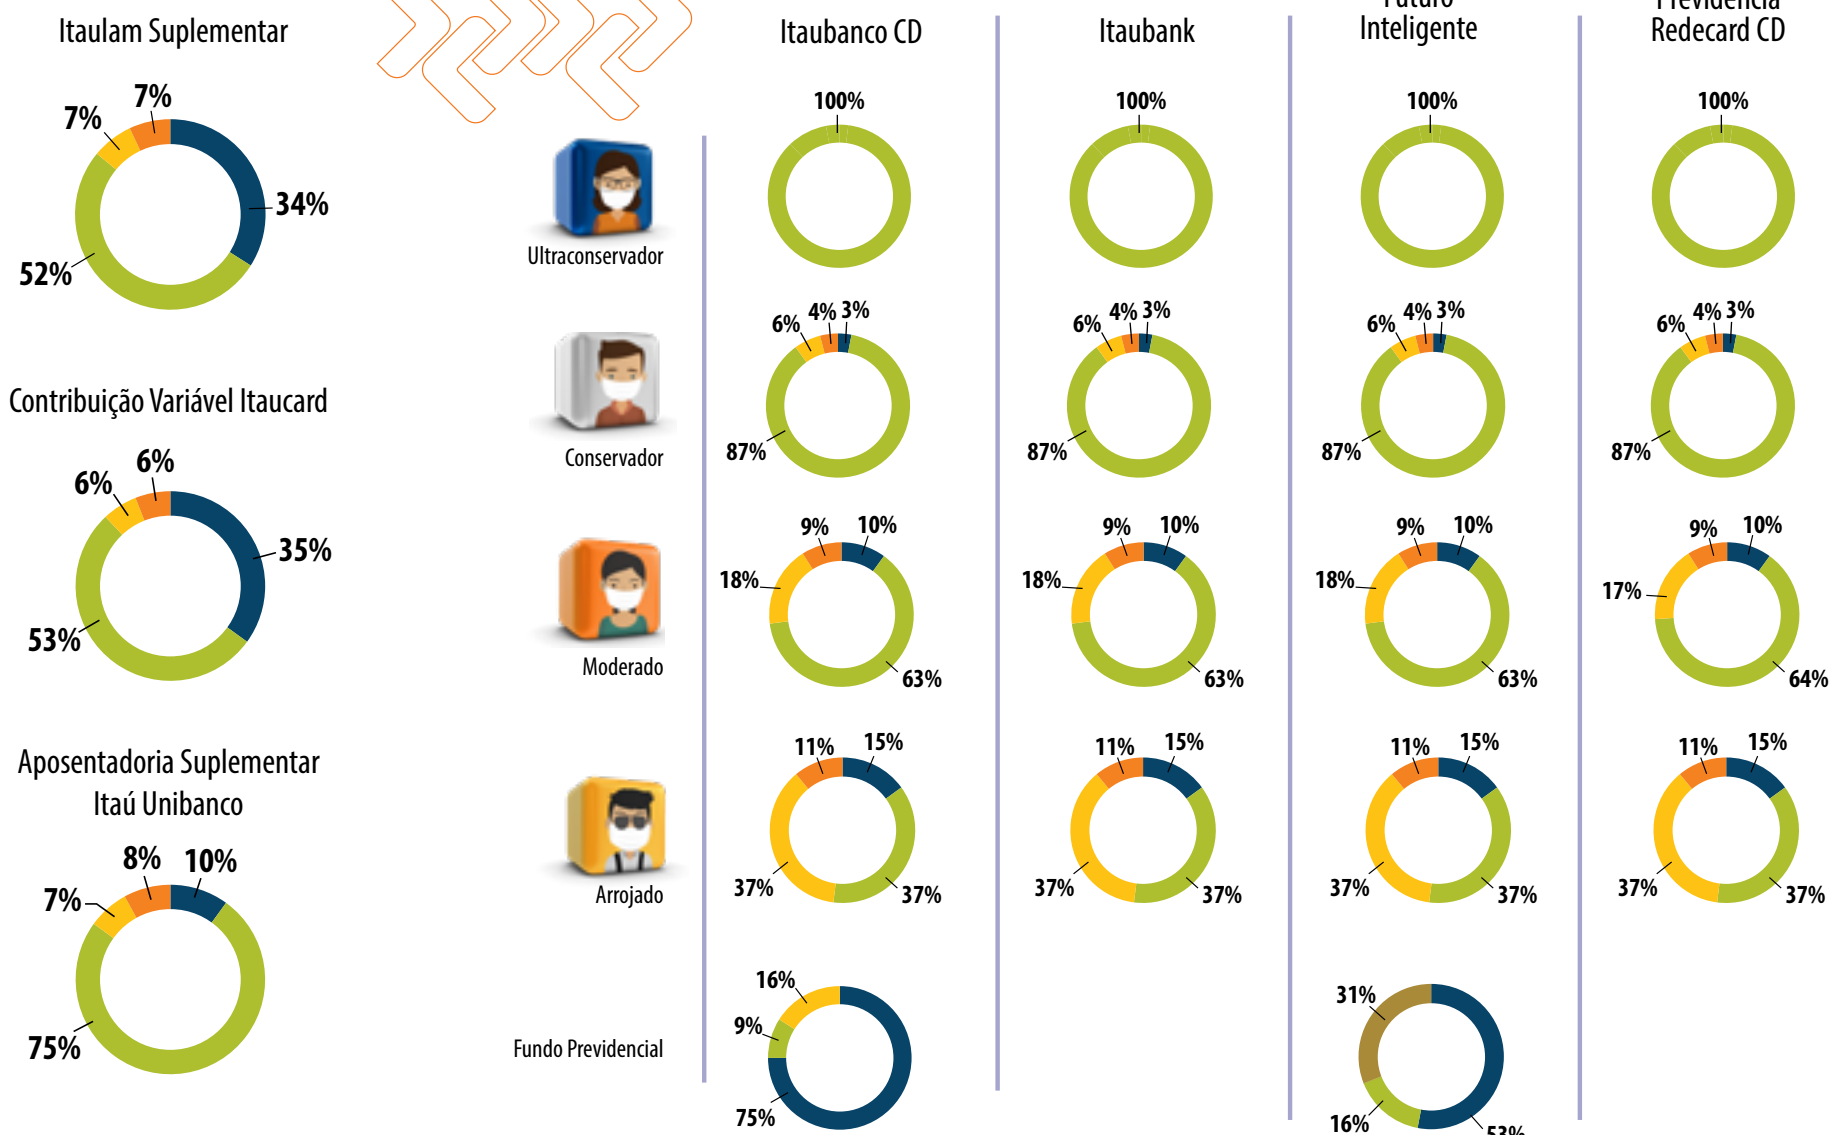 Itaulam Suplementar
7%
7%
34%
52%
Contribuição Variável Itaucard
6%
6%
35%
53%
Aposentadoria Suplementar
Itaú Unibanco
8%
10%
7%
75%
Itaubanco CD
Itaubank
Futuro
Inteligente
Previdência
Redecard CD
Ultraconservador
100%
100%
100%
100%
Conservador
6% 4% 3%
87%
6% 4% 3%
87%
6% 4% 3%
87%
6% 4% 3%
87%
Moderado
9% 10%
18%
63%
9% 10%
18%
63%
9% 10%
18%
63%
9% 10%
17%
64%
Arrojado
11% 15%
37% 37%
11% 15%
37% 37%
11% 15%
37% 37%
11% 15%
37% 37%
Fundo Previdencial
16%
9%
75%
31%
16%
53%